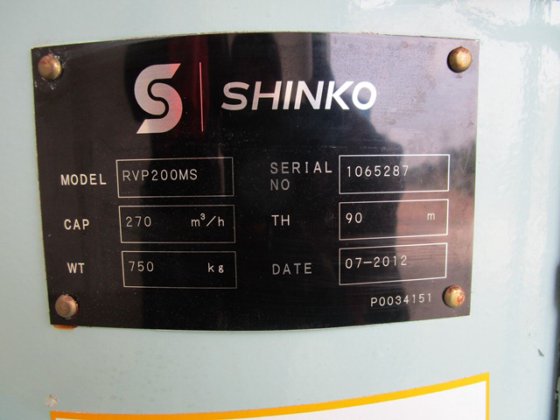 SHINKO
MODEL RVP200MS SERIAL NO 1065287
CAP 270 m³/h TH 90 m
WT 750 kg DATE 07-2012
P0034151